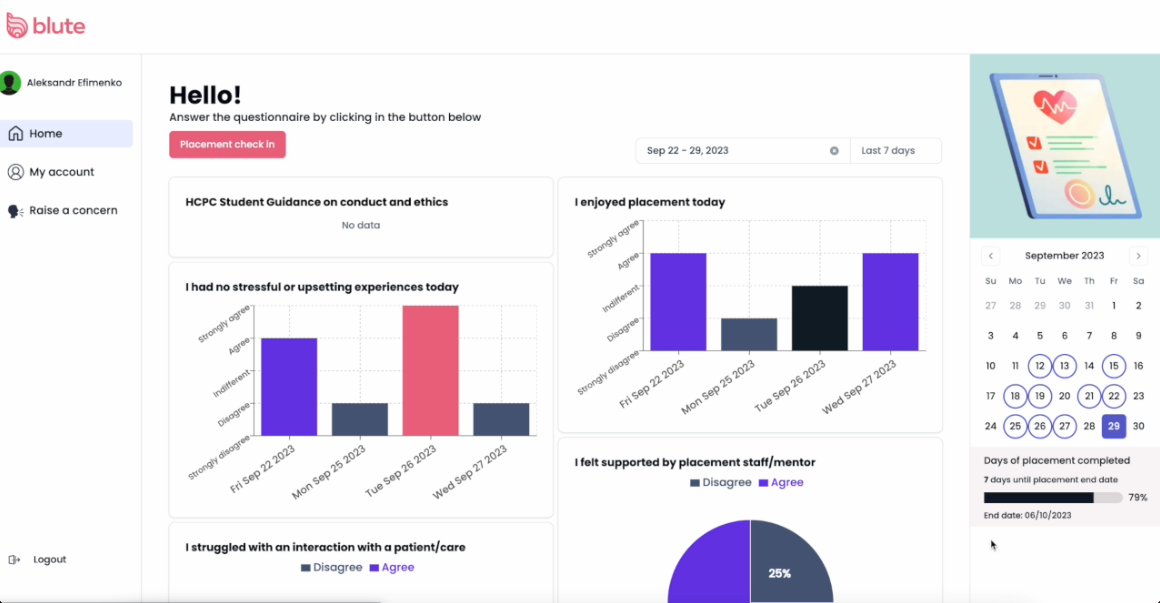 blute
Aleksandr Efimenko
Home
My account
Raise a concern
Logout
Hello!
Answer the questionnaire by clicking in the button below
Placement check in
Sep 22 - 29, 2023
Last 7 days
HCPC Student Guidance on conduct and ethics
No data
I had no stressful or upsetting experiences today
Strongly agree
Agree
Indifferent
Disagree
Strongly disagree
Fri Sep 22 2023
Mon Sep 25 2023
Tue Sep 26 2023
Wed Sep 27 2023
I struggled with an interaction with a patient/care
Disagree Agree
I enjoyed placement today
Strongly agree
Agree
Indifferent
Disagree
Strongly disagree
Fri Sep 22 2023
Mon Sep 25 2023
Tue Sep 26 2023
Wed Sep 27 2023
I felt supported by placement staff/mentor
Disagree Agree
25%
September 2023
Su Mo Tu We Th Fr Sa
27 28 29 30 31 1 2
3 4 5 6 7 8 9
10 11 12 13 14 15 16
17 18 19 20 21 22 23
24 25 26 27 28 29 30
Days of placement completed
7 days until placement end date
79%
End date: 06/10/2023